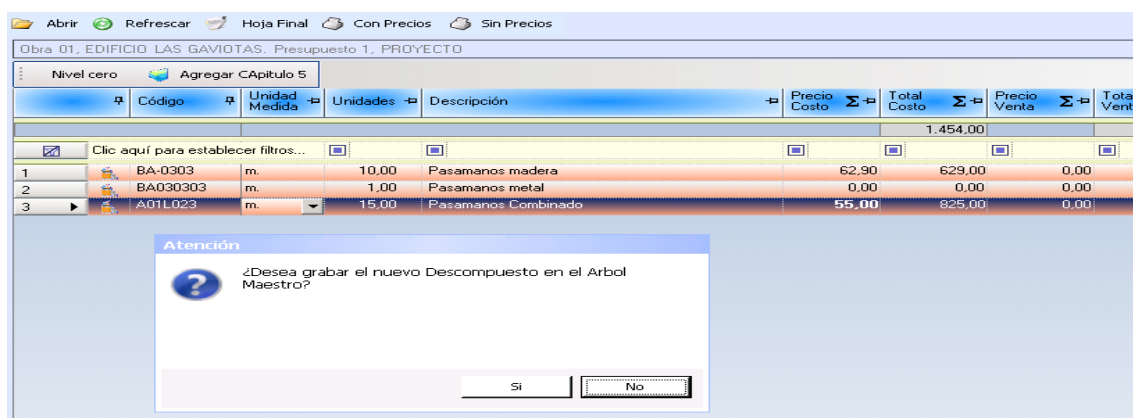 Abrir Refrescar Hoja Final Con Precios Sin Precios
Obra 01, EDIFICIO LAS GAVIOTAS. Presupuesto 1, PROYECTO
Nivel cero Agregar CApitulo 5
Código Unidad Medida Unidades Descripción Precio Costo Σ Total Costo Σ Precio Venta Σ Tota Vent
1.454,00
Clic aquí para establecer filtros...
1 BA-0303 m. 10,00 Pasamanos madera 62,90 629,00 0,00
2 BA030303 m. 1,00 Pasamanos metal 0,00 0,00 0,00
3 A01L023 m. 15,00 Pasamanos Combinado 55,00 825,00 0,00
Atención
¿Desea grabar el nuevo Descompuesto en el Arbol
Maestro?
Si No